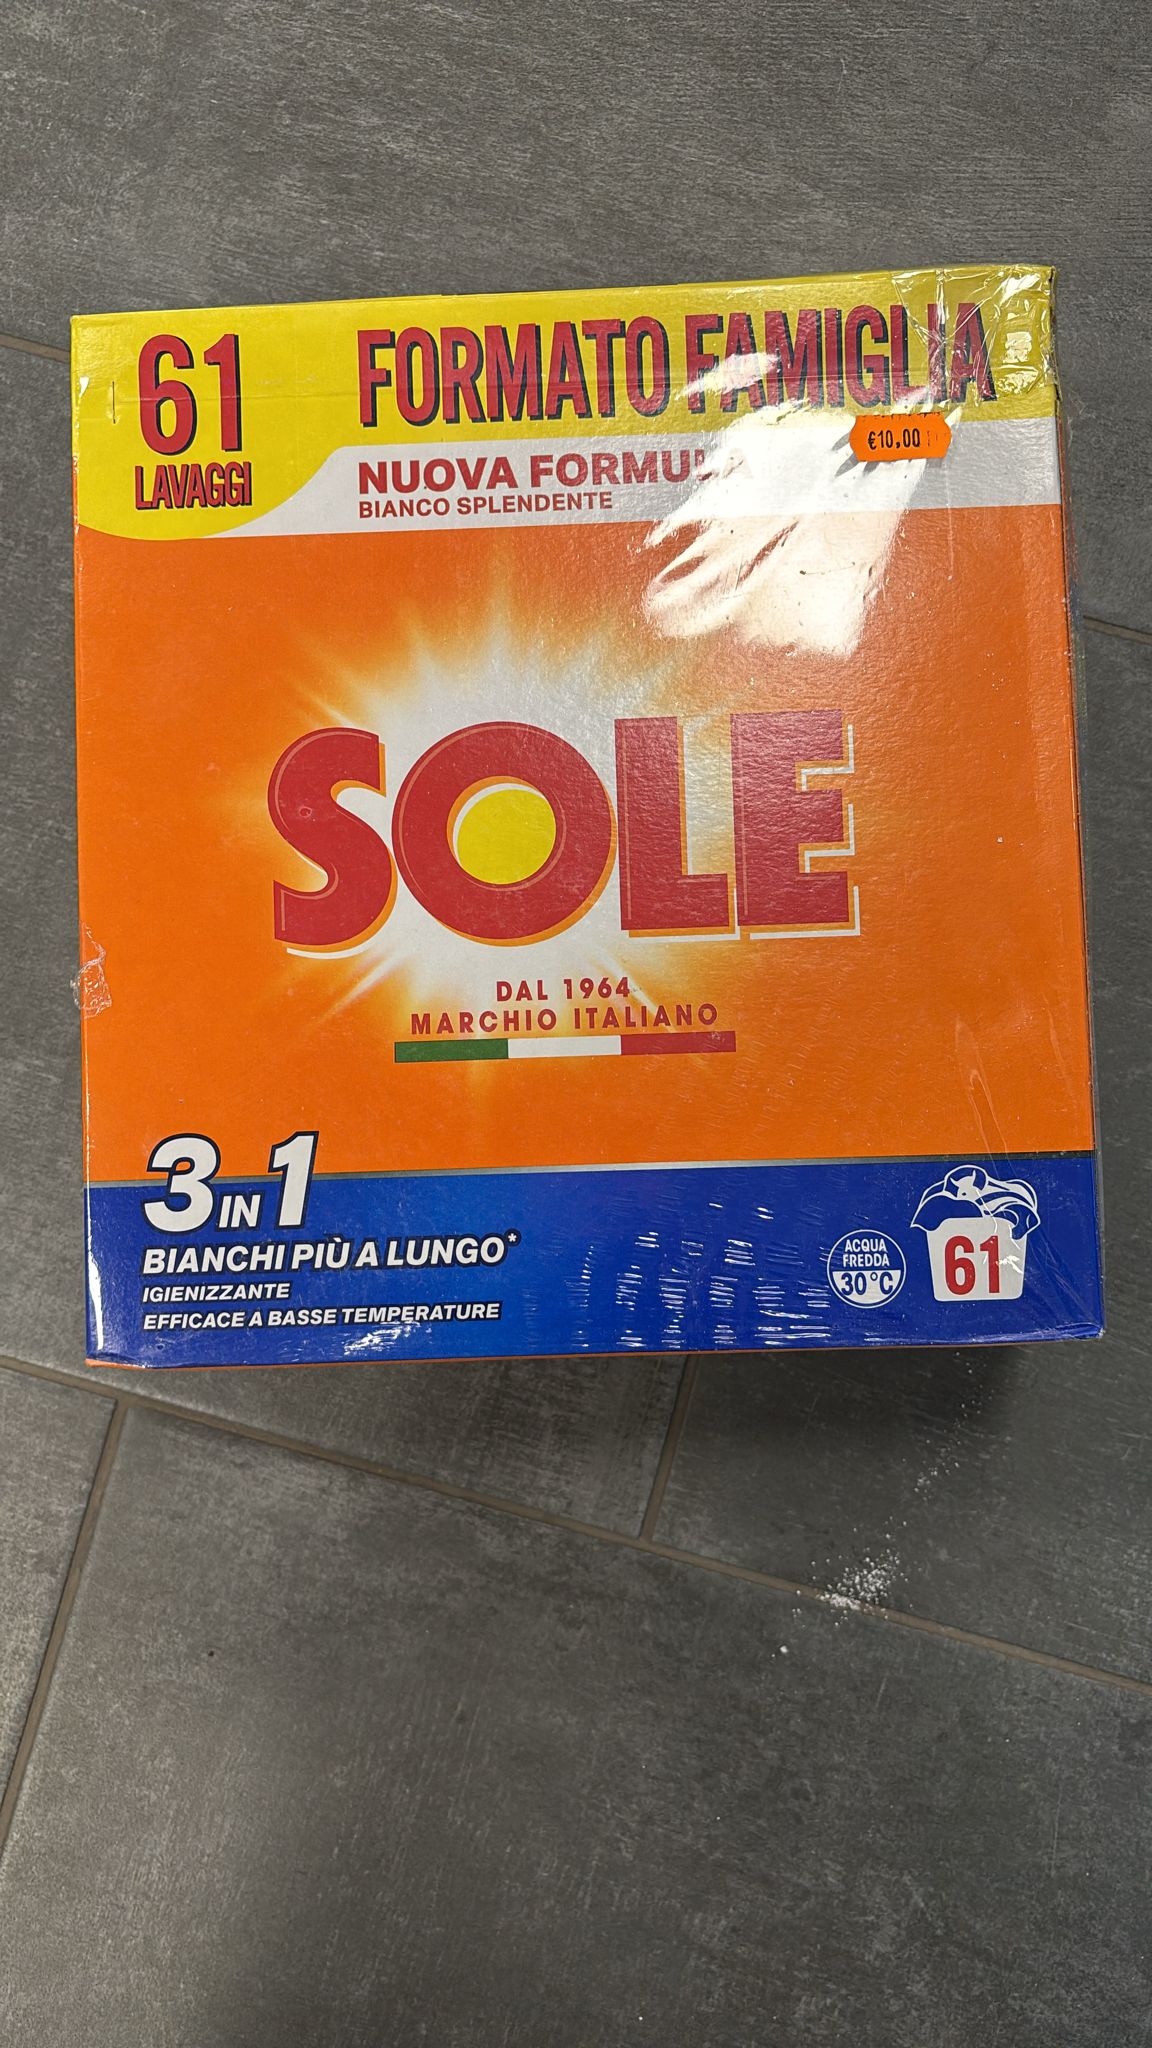 61
LAVAGGI
FORMATO FAMIGLIA
€10,00
NUOVA FORMULA
BIANCO SPLENDENTE
SOLE
DAL 1964
MARCHIO ITALIANO
3 IN 1
BIANCHI PIÙ A LUNGO*
IGIENIZZANTE
EFFICACE A BASSE TEMPERATURE
ACQUA
FREDDA
30°C
61